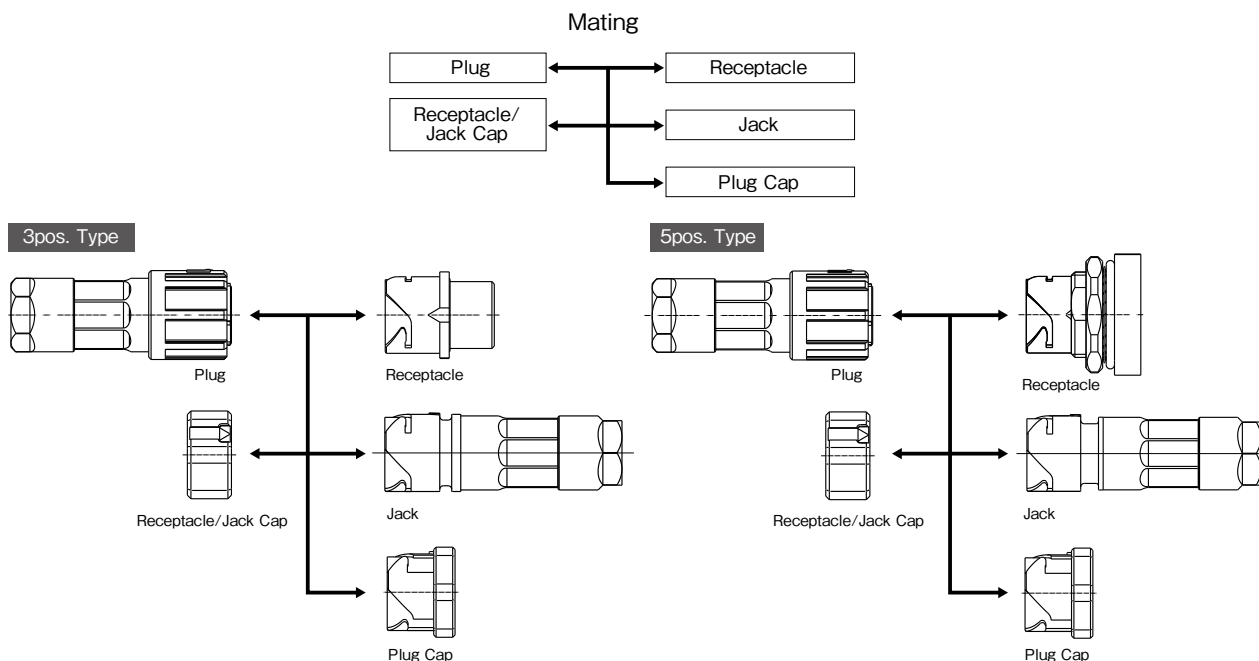 Mating
Plug
Receptacle
Receptacle/
Jack Cap
Jack
Plug Cap
3pos. Type
5pos. Type
Plug
Receptacle
Receptacle/Jack Cap
Jack
Plug Cap
Plug
Receptacle
Receptacle/Jack Cap
Jack
Plug Cap